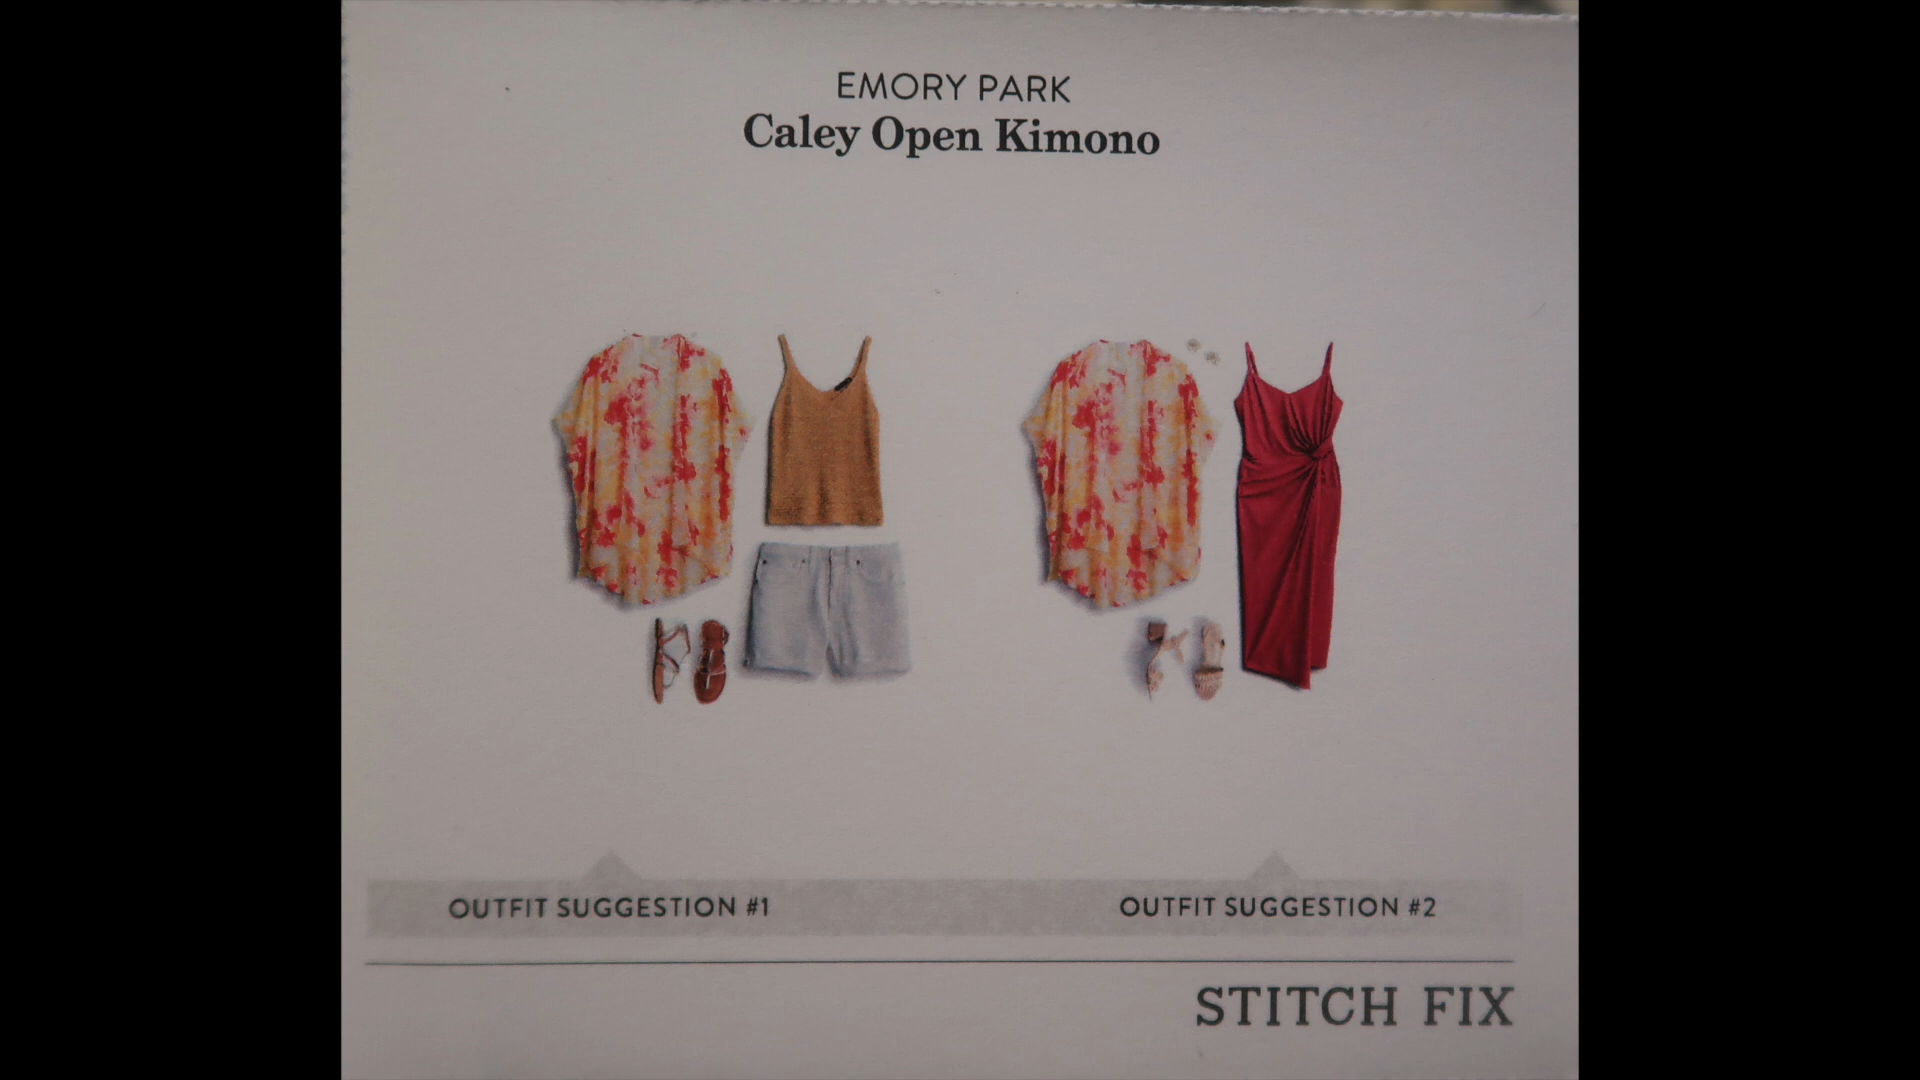 EMORY PARK
Caley Open Kimono
OUTFIT SUGGESTION #1
OUTFIT SUGGESTION #2
STITCH FIX